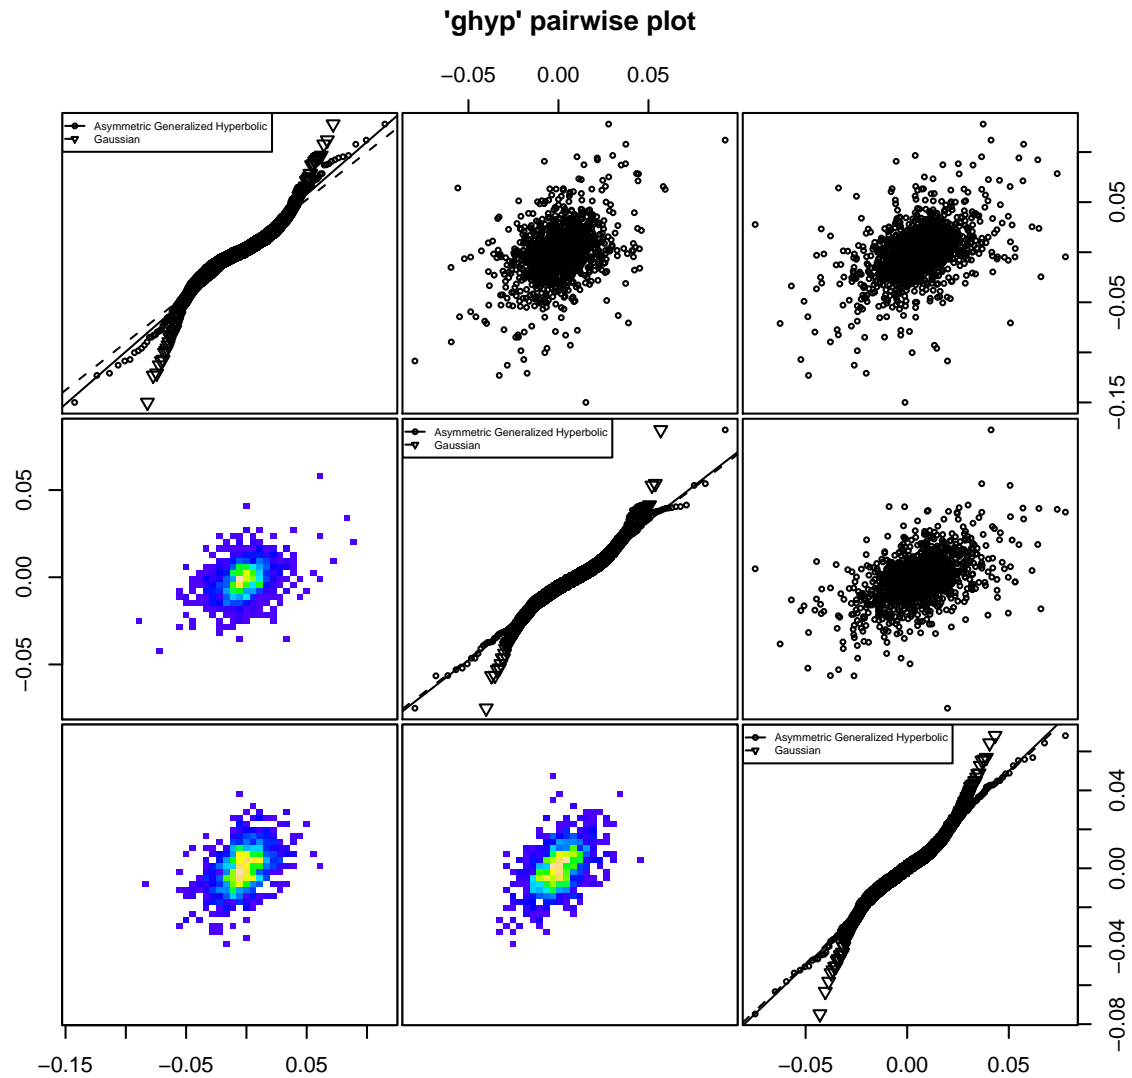 'ghyp' pairwise plot
−0.05 0.00 0.05
Asymmetric Generalized Hyperbolic
Gaussian
0.05
−0.05
−0.15
Asymmetric Generalized Hyperbolic
Gaussian
0.05
0.00
−0.05
Asymmetric Generalized Hyperbolic
Gaussian
0.04
0.00
−0.04
−0.08
−0.15 −0.05 0.05
−0.05 0.00 0.05